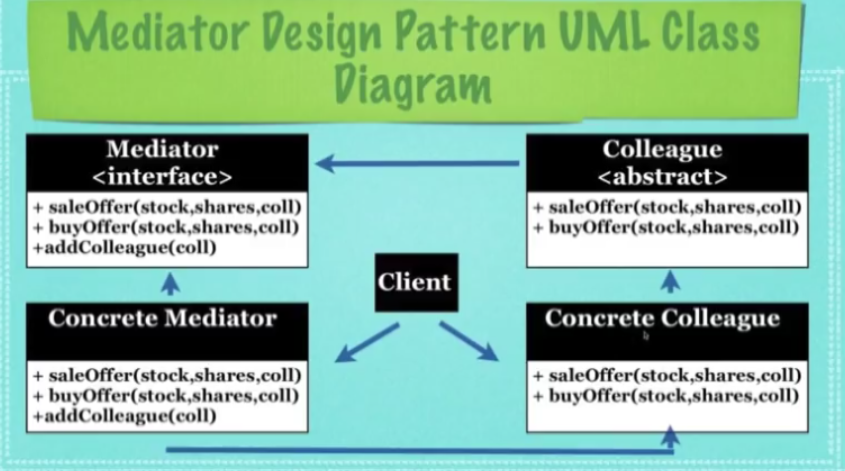 Mediator Design Pattern UML Class
Diagram
Mediator
<interface>
+ saleOffer(stock,shares,coll)
+ buyOffer(stock,shares,coll)
+addColleague(coll)
Colleague
<abstract>
+ saleOffer(stock,shares,coll)
+ buyOffer(stock,shares,coll)
Client
Concrete Mediator
+ saleOffer(stock,shares,coll)
+ buyOffer(stock,shares,coll)
+addColleague(coll)
Concrete Colleague
+ saleOffer(stock,shares,coll)
+ buyOffer(stock,shares,coll)